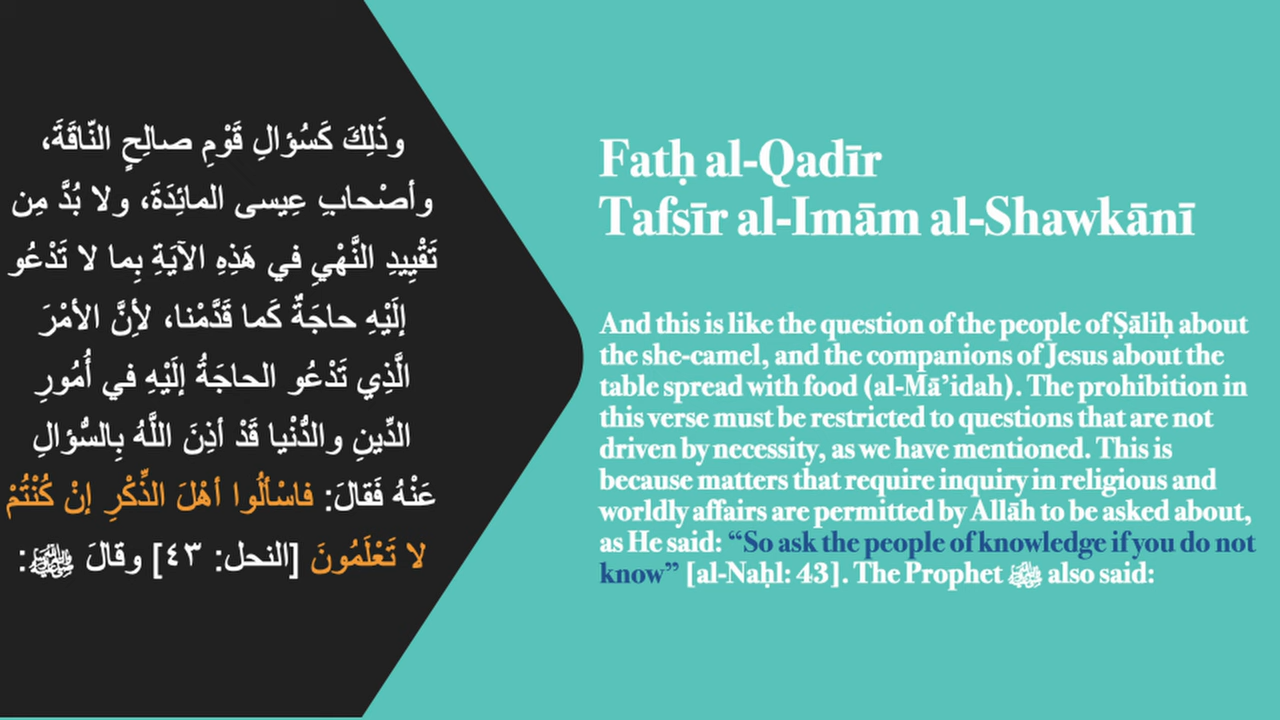 وذَلِكَ كَسُؤالِ قَوْمِ صالِحٍ النّاقَةَ،
وأصْحابِ عِيسى المائِدَةَ، ولا بُدَّ مِن
تَقْيِيدِ النَّهْيِ في هَذِهِ الآيَةِ بِما لا تَدْعُو
إلَيْهِ حاجَةٌ كَما قَدَّمْنا، لِأنَّ الأمْرَ
الَّذِي تَدْعُو الحاجَةُ إلَيْهِ في أُمُورِ
الدِّينِ والدُّنْيا قَدْ أذِنَ اللَّهُ بِالسُّؤالِ
عَنْهُ فَقالَ: فاسْألُوا أهْلَ الذِّكْرِ إنْ كُنْتُمْ
لا تَعْلَمُونَ [النحل: ٤٣] وقالَ ﷺ:
Fatḥ al-Qadīr
Tafsīr al-Imām al-Shawkānī
And this is like the question of the people of Ṣāliḥ about
the she-camel, and the companions of Jesus about the
table spread with food (al-Mā’idah). The prohibition in
this verse must be restricted to questions that are not
driven by necessity, as we have mentioned. This is
because matters that require inquiry in religious and
worldly affairs are permitted by Allāh to be asked about,
as He said: “So ask the people of knowledge if you do not
know” [al-Naḥl: 43]. The Prophet ﷺ also said: